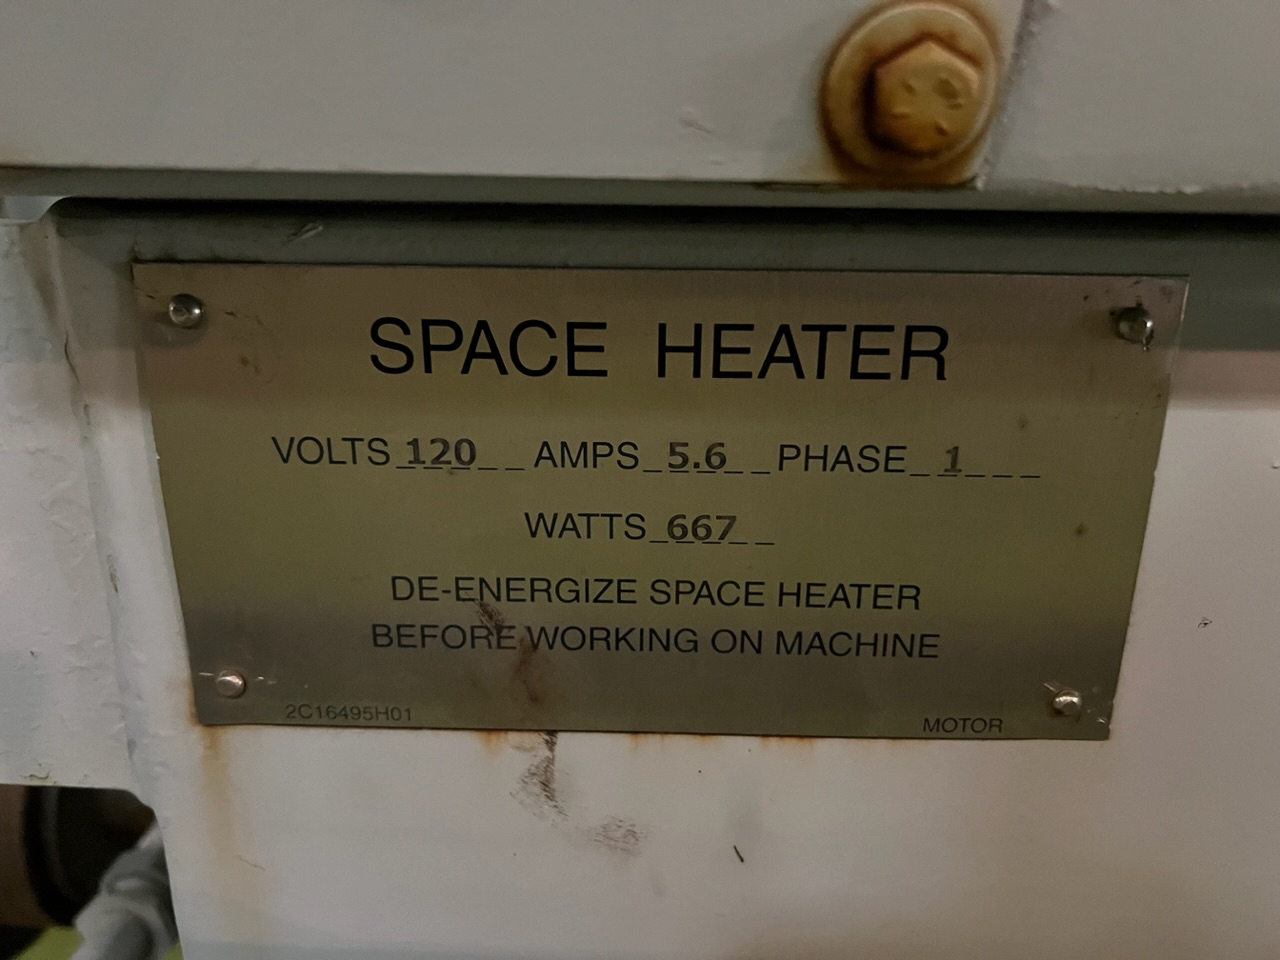 SPACE HEATER
VOLTS 120 AMPS 5.6 PHASE 1
WATTS 667
DE-ENERGIZE SPACE HEATER
BEFORE WORKING ON MACHINE
2C16495H01 MOTOR